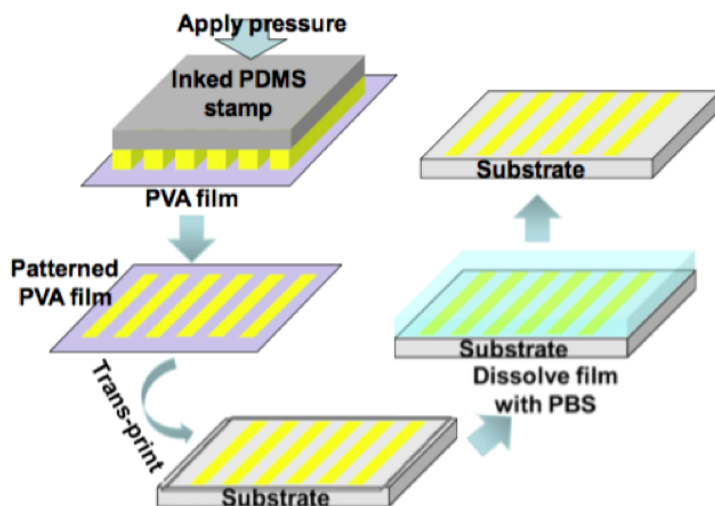 Apply pressure
Inked PDMS
stamp
PVA film
Patterned
PVA film
Trans-print
Substrate
Dissolve film
with PBS
Substrate
Substrate